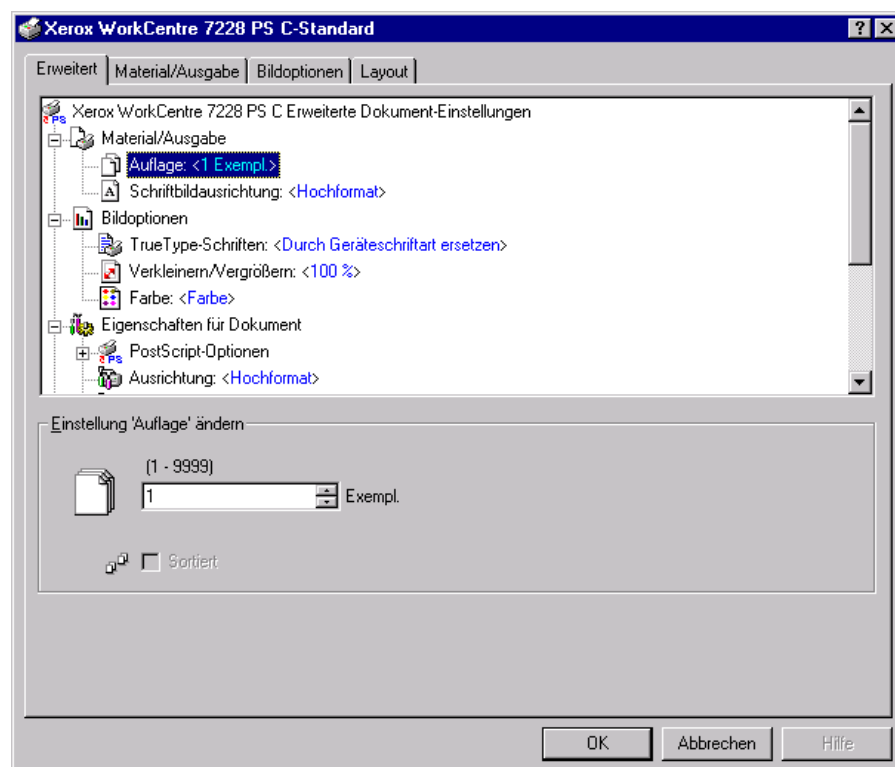 Xerox WorkCentre 7228 PS C-Standard
Erweitert Material/Ausgabe Bildoptionen Layout
Xerox WorkCentre 7228 PS C Erweiterte Dokument-Einstellungen
Material/Ausgabe
Auflage: <1 Exempl.>
Schriftbildausrichtung: <Hochformat>
Bildoptionen
TrueType-Schriften: <Durch Geräteschriftart ersetzen>
Verkleinern/Vergrößern: <100 %>
Farbe: <Farbe>
Eigenschaften für Dokument
PostScript-Optionen
Ausrichtung: <Hochformat>
Einstellung 'Auflage' ändern
(1 - 9999)
1 Exempl.
Sortiert
OK Abbrechen Hilfe